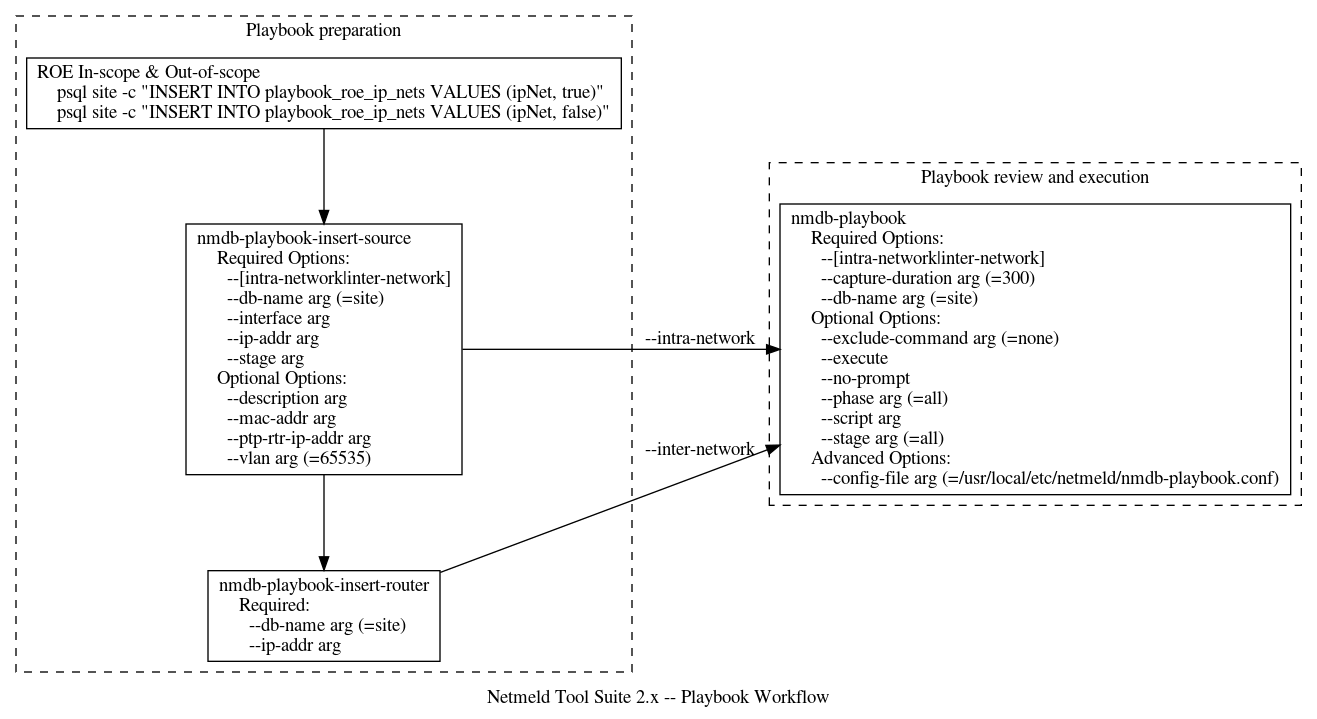 Playbook preparation
ROE In-scope & Out-of-scope
psql site -c "INSERT INTO playbook_roe_ip_nets VALUES (ipNet, true)"
psql site -c "INSERT INTO playbook_roe_ip_nets VALUES (ipNet, false)"
nmdb-playbook-insert-source
Required Options:
--[intra-network|inter-network]
--db-name arg (=site)
--interface arg
--ip-addr arg
--stage arg
Optional Options:
--description arg
--mac-addr arg
--ptp-rtr-ip-addr arg
--vlan arg (=65535)
nmdb-playbook-insert-router
Required:
--db-name arg (=site)
--ip-addr arg
--intra-network
--inter-network
Playbook review and execution
nmdb-playbook
Required Options:
--[intra-network|inter-network]
--capture-duration arg (=300)
--db-name arg (=site)
Optional Options:
--exclude-command arg (=none)
--execute
--no-prompt
--phase arg (=all)
--script arg
--stage arg (=all)
Advanced Options:
--config-file arg (=/usr/local/etc/netmeld/nmdb-playbook.conf)
Netmeld Tool Suite 2.x -- Playbook Workflow